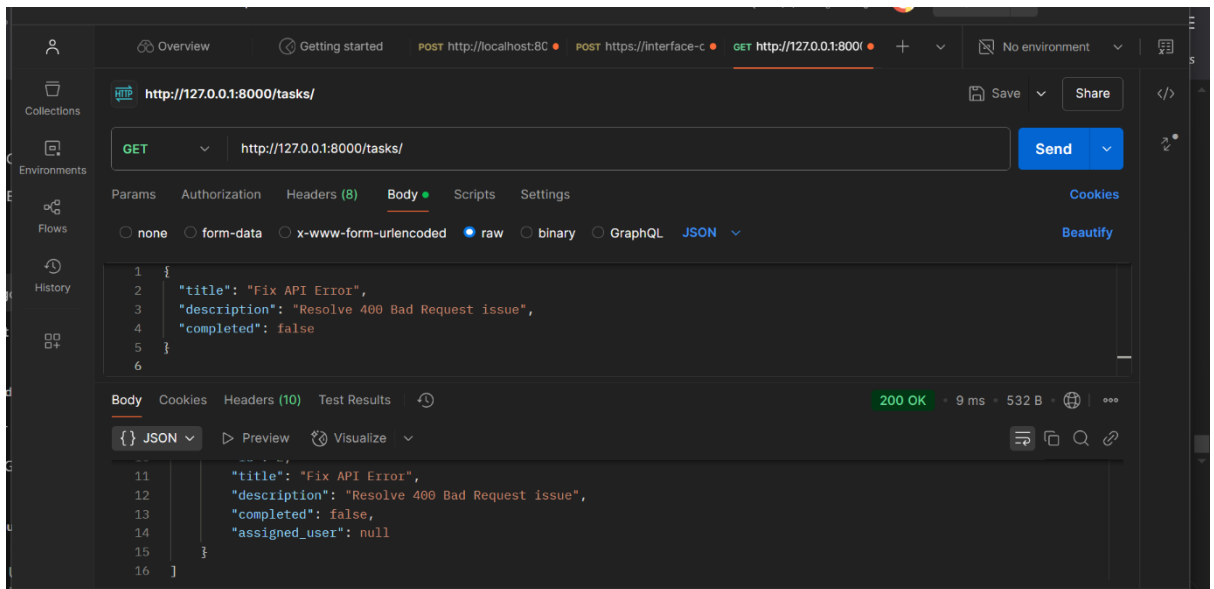 Overview
Getting started
POST http://localhost:80
POST https://interface-c
GET http://127.0.0.1:800
No environment
Collections
HTTP http://127.0.0.1:8000/tasks/
Save
Share
</>
GET
http://127.0.0.1:8000/tasks/
Send
Environments
Params Authorization Headers (8) Body Scripts Settings
Cookies
Flows
none form-data x-www-form-urlencoded raw binary GraphQL JSON
Beautify
History
1 {
2 "title": "Fix API Error",
3 "description": "Resolve 400 Bad Request issue",
4 "completed": false
5 }
6
Body Cookies Headers (10) Test Results
200 OK • 9 ms • 532 B
{} JSON Preview Visualize
11 "title": "Fix API Error",
12 "description": "Resolve 400 Bad Request issue",
13 "completed": false,
14 "assigned_user": null
15 }
16 ]